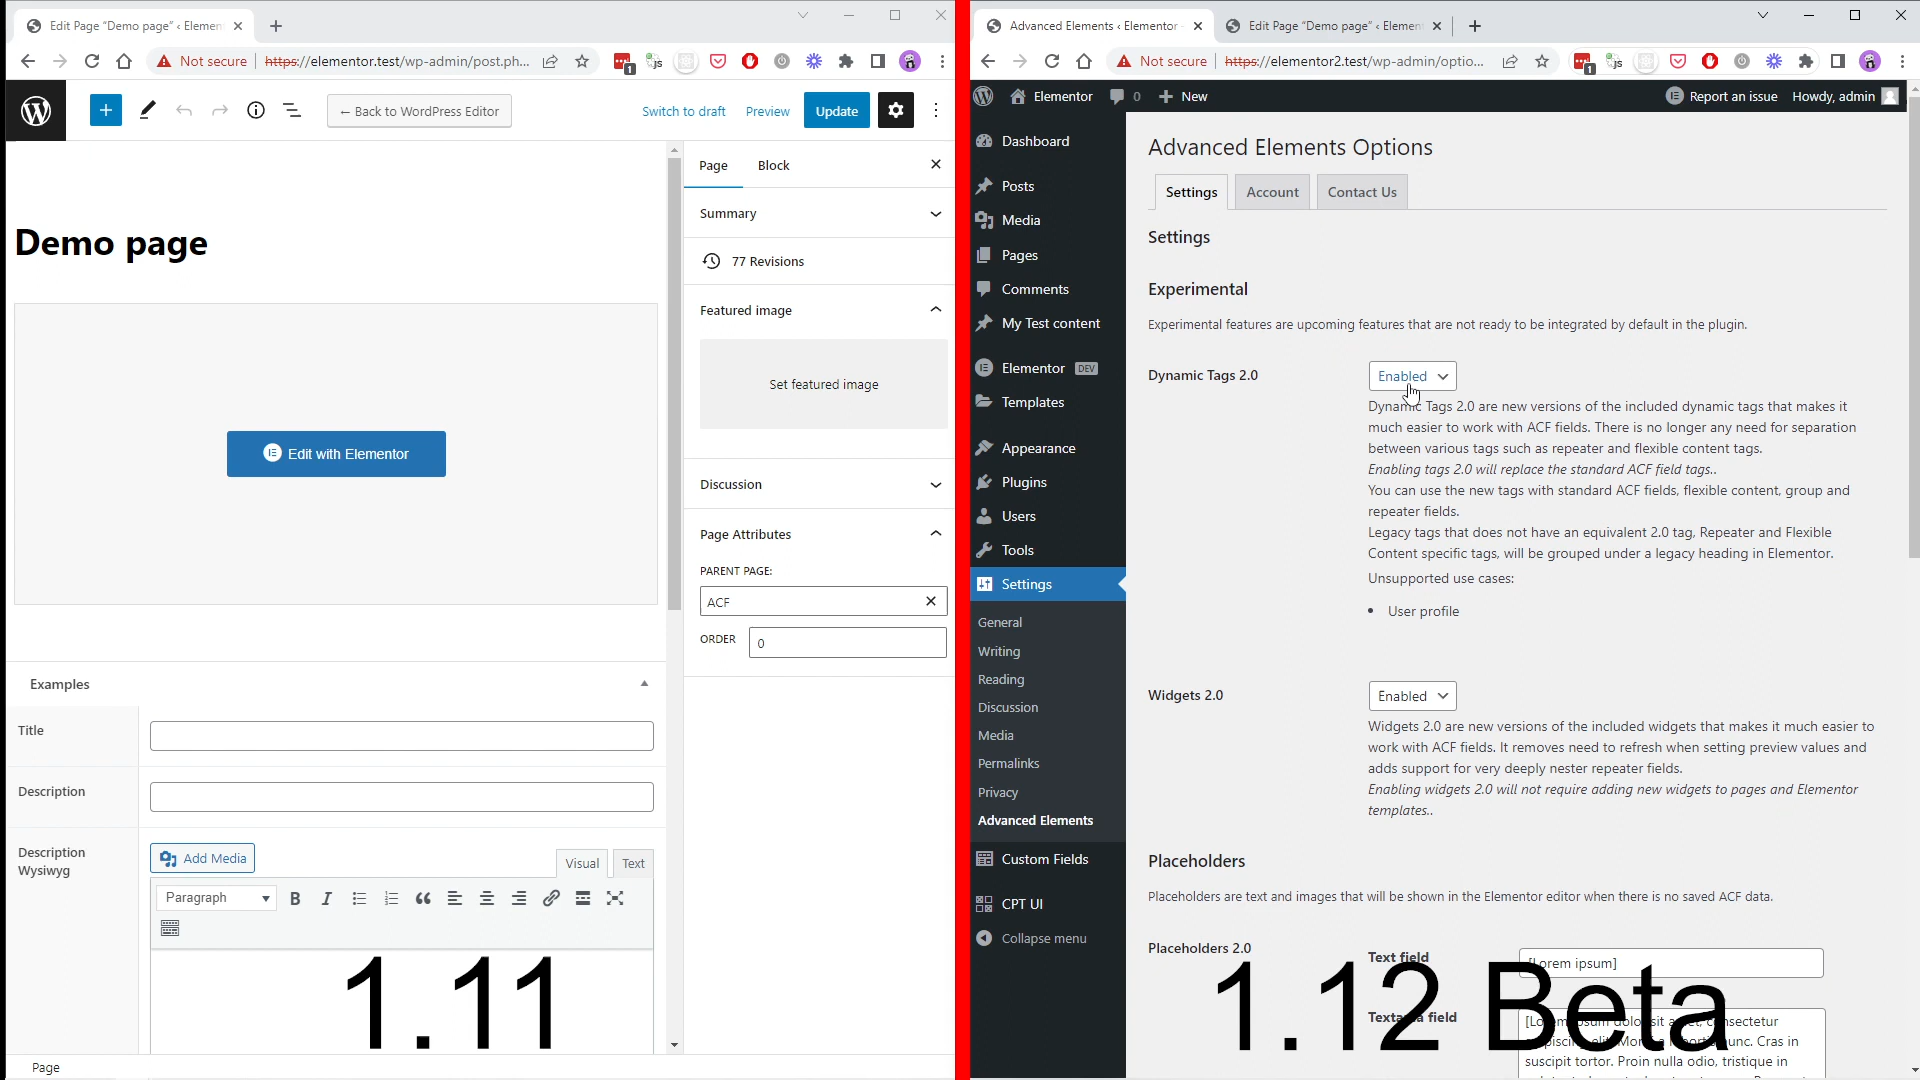 Edit Page “Demo page” ‹ Elemen
Not secure
https://elementor.test/wp-admin/post.ph...
1
.js
← Back to WordPress Editor
Switch to draft
Preview
Update
Page
Block
Summary
77 Revisions
Featured image
Set featured image
Discussion
Page Attributes
PARENT PAGE:
ACF
ORDER
0
Demo page
Edit with Elementor
Examples
Title
Description
Description
Wysiwyg
Add Media
Visual
Text
Paragraph
B
I
1.11
Page
Advanced Elements ‹ Elementor
Edit Page “Demo page” ‹ Elemen
Not secure
https://elementor2.test/wp-admin/optio...
1
.js
Elementor
0
New
Report an issue
Howdy, admin
Dashboard
Posts
Media
Pages
Comments
My Test content
Elementor DEV
Templates
Appearance
Plugins
Users
Tools
Settings
General
Writing
Reading
Discussion
Media
Permalinks
Privacy
Advanced Elements
Custom Fields
CPT UI
Collapse menu
Advanced Elements Options
Settings
Account
Contact Us
Settings
Experimental
Experimental features are upcoming features that are not ready to be integrated by default in the plugin.
Dynamic Tags 2.0
Enabled
Dynamic Tags 2.0 are new versions of the included dynamic tags that makes it
much easier to work with ACF fields. There is no longer any need for separation
between various tags such as repeater and flexible content tags.
Enabling tags 2.0 will replace the standard ACF field tags..
You can use the new tags with standard ACF fields, flexible content, group and
repeater fields.
Legacy tags that does not have an equivalent 2.0 tag, Repeater and Flexible
Content specific tags, will be grouped under a legacy heading in Elementor.
Unsupported use cases:
• User profile
Widgets 2.0
Enabled
Widgets 2.0 are new versions of the included widgets that makes it much easier to
work with ACF fields. It removes need to refresh when setting preview values and
adds support for very deeply nester repeater fields.
Enabling widgets 2.0 will not require adding new widgets to pages and Elementor
templates..
Placeholders
Placeholders are text and images that will be shown in the Elementor editor when there is no saved ACF data.
Placeholders 2.0
Text field
[Lorem ipsum]
Textarea field
[Lorem ipsum dolor sit amet, consectetur
adipiscing elit. nunc. Cras in
suscipit tortor. Proin nulla odio, tristique in
1.12 Beta